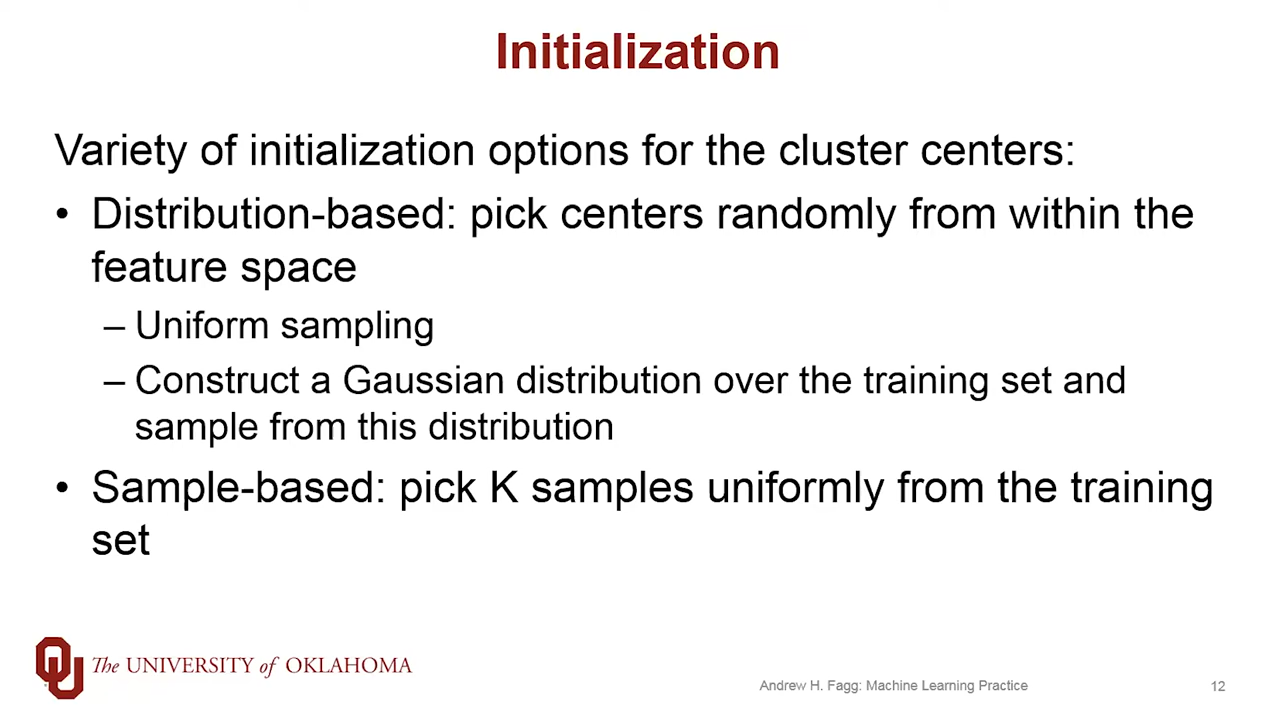 Initialization
Variety of initialization options for the cluster centers:
• Distribution-based: pick centers randomly from within the
feature space
– Uniform sampling
– Construct a Gaussian distribution over the training set and
sample from this distribution
• Sample-based: pick K samples uniformly from the training
set
OU The UNIVERSITY of OKLAHOMA
Andrew H. Fagg: Machine Learning Practice
12